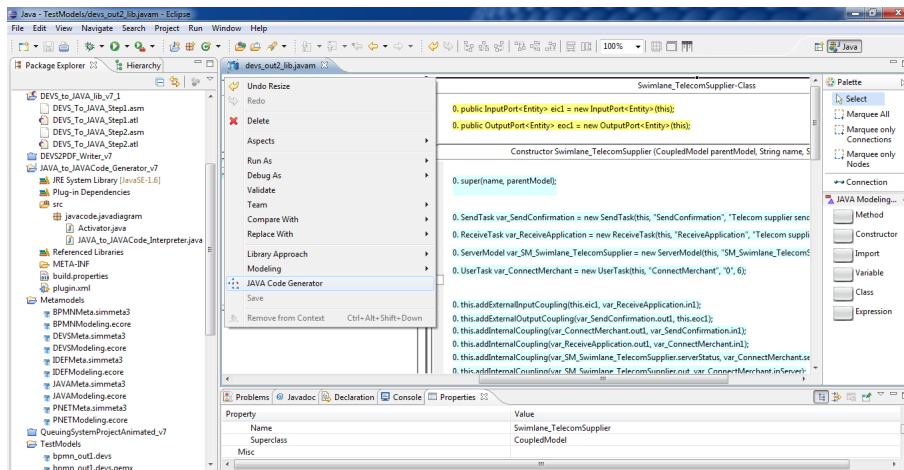 Java - TestModels/devs_out2_lib.javam - Eclipse
File Edit View Navigate Search Project Run Window Help
100%
Java
Package Explorer
Hierarchy
DEVS_to_JAVA_lib_v7_1
DEVS_To_JAVA_Step1.asm
DEVS_To_JAVA_Step1.atl
DEVS_To_JAVA_Step2.asm
DEVS_To_JAVA_Step2.atl
DEVS2PDF_Writer_v7
JAVA_to_JAVACode_Generator_v7
JRE System Library [JavaSE-1.6]
Plug-in Dependencies
src
javacode.javadiagram
Activator.java
JAVA_to_JAVACode_Interpreter.java
Referenced Libraries
META-INF
build.properties
plugin.xml
Metamodels
BPMNMeta.simmeta3
BPMNModeling.ecore
DEVSMeta.simmeta3
DEVSModeling.ecore
IDEFMeta.simmeta3
IDEFModeling.ecore
JAVAMeta.simmeta3
JAVAModeling.ecore
PNETMeta.simmeta3
PNETModeling.ecore
QueuingSystemProjectAnimated_v7
TestModels
bpmn_out1.devs
bpmn_out1.devs.gemx
devs_out2_lib.javam
Undo Resize
Redo
Delete
Aspects
Run As
Debug As
Validate
Team
Compare With
Replace With
Library Approach
Modeling
JAVA Code Generator
Save
Remove from Context Ctrl+Alt+Shift+Down
Swimlane_TelecomSupplier-Class
0. public InputPort<Entity> eic1 = new InputPort<Entity>(this);
0. public OutputPort<Entity> eoc1 = new OutputPort<Entity>(this);
Constructor Swimlane_TelecomSupplier (CoupledModel parentModel, String name, S
0. super(name, parentModel);
0. SendTask var_SendConfirmation = new SendTask(this, "SendConfirmation", "Telecom supplier senc
0. ReceiveTask var_ReceiveApplication = new ReceiveTask(this, "ReceiveApplication", "Telecom suppli
0. ServerModel var_SM_Swimlane_TelecomSupplier = new ServerModel(this, "SM_Swimlane_TelecomS
0. UserTask var_ConnectMerchant = new UserTask(this, "ConnectMerchant", "0", 6);
0. this.addExternalInputCoupling(this.eic1, var_ReceiveApplication.in1);
0. this.addExternalOutputCoupling(var_SendConfirmation.out1, this.eoc1);
0. this.addInternalCoupling(var_ConnectMerchant.out1, var_SendConfirmation.in1);
0. this.addInternalCoupling(var_ReceiveApplication.out1, var_ConnectMerchant.in1);
0. this.addInternalCoupling(var_SM_Swimlane_TelecomSupplier.serverStatus, var_ConnectMerchant.se
0. this.addInternalCoupling(var_SM_Swimlane_TelecomSupplier.out, var_ConnectMerchant.inServer);
Palette
Select
Marquee All
Marquee only Connections
Marquee only Nodes
Connection
JAVA Modeling...
Method
Constructor
Import
Variable
Class
Expression
Problems Javadoc Declaration Console Properties
Property Value
Name Swimlane_TelecomSupplier
Superclass CoupledModel
Misc